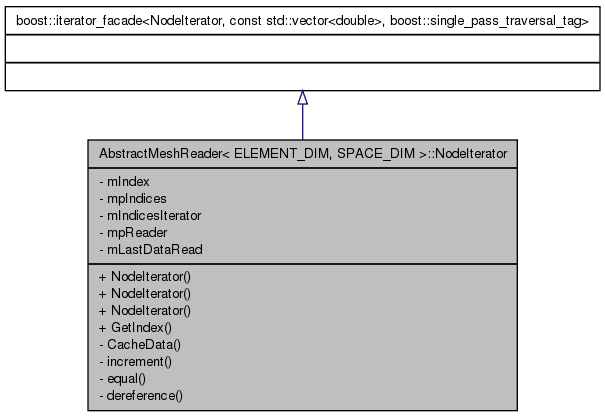 boost::iterator_facade<NodeIterator, const std::vector<double>, boost::single_pass_traversal_tag>
AbstractMeshReader< ELEMENT_DIM, SPACE_DIM >::NodeIterator
- mIndex
- mpIndices
- mIndicesIterator
- mpReader
- mLastDataRead
+ NodeIterator()
+ NodeIterator()
+ NodeIterator()
+ GetIndex()
- CacheData()
- increment()
- equal()
- dereference()